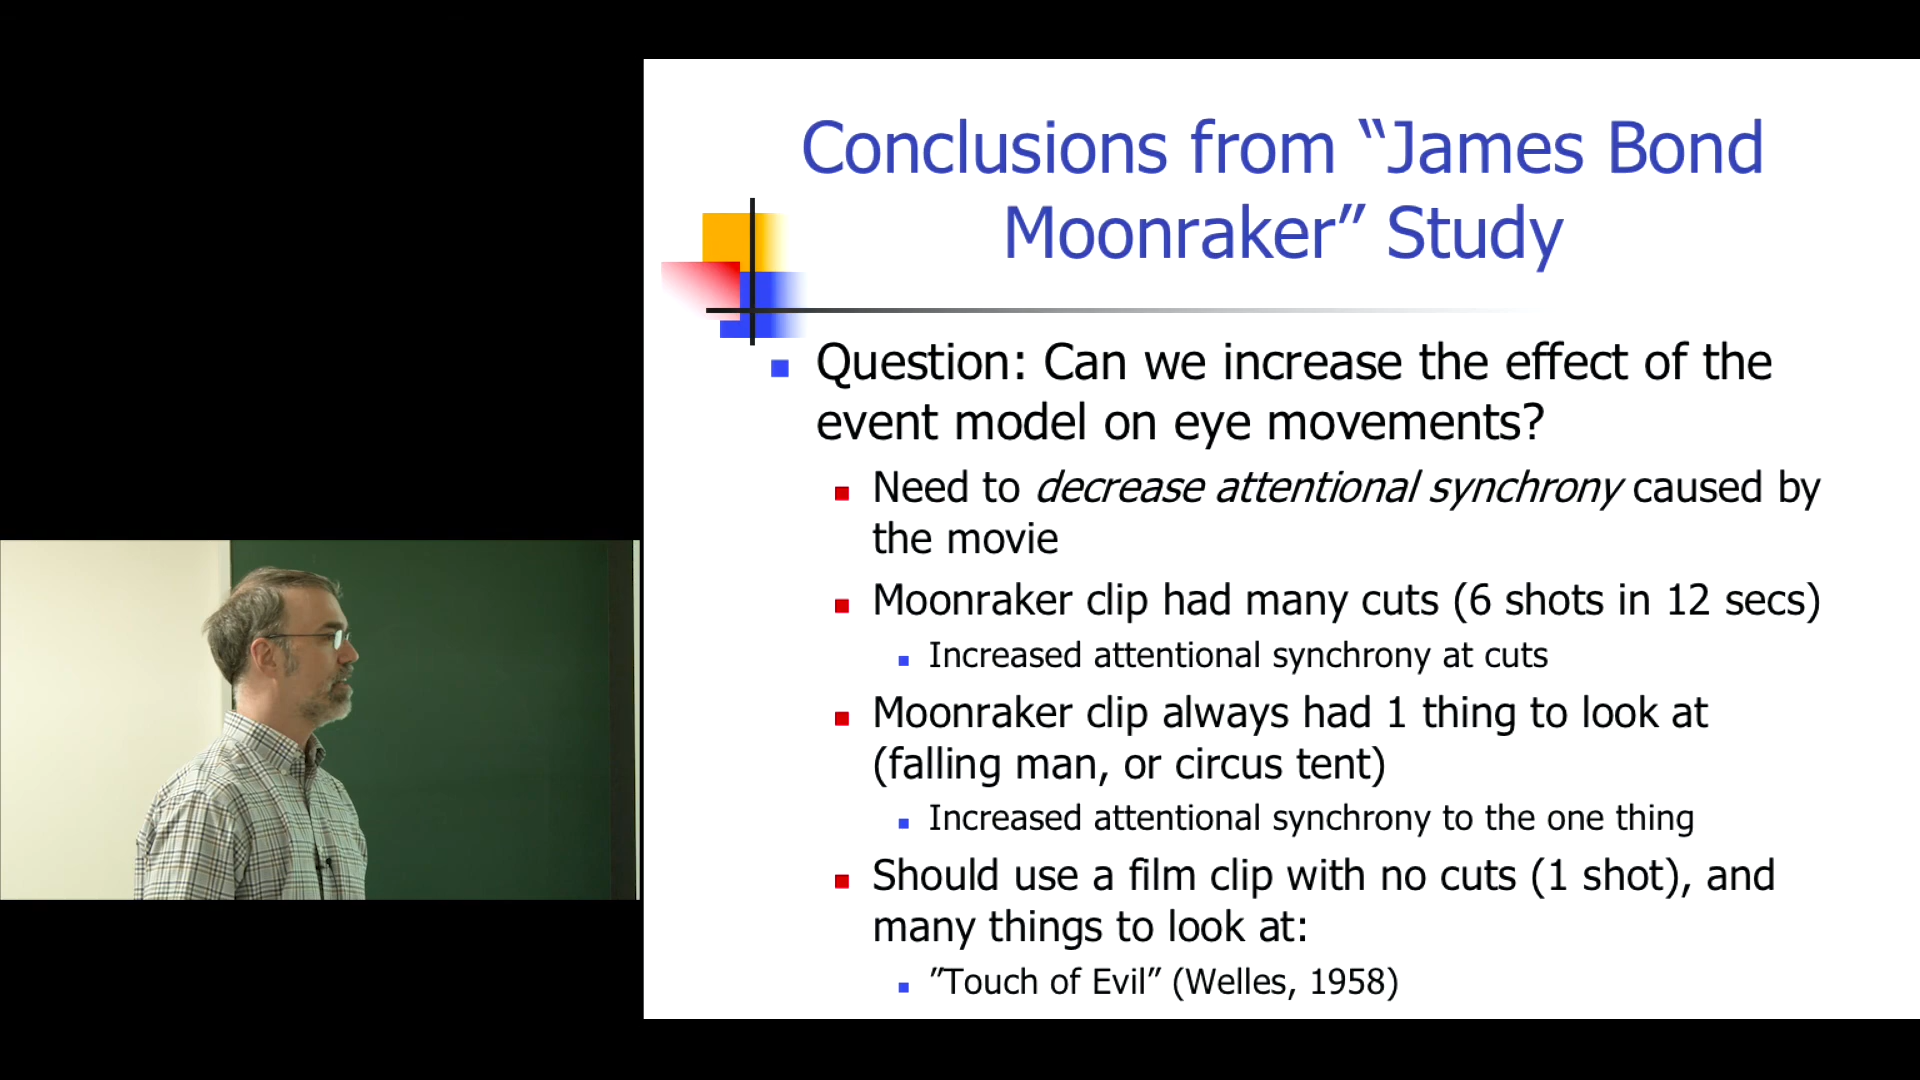 Conclusions from “James Bond
Moonraker” Study
Question: Can we increase the effect of the
event model on eye movements?
Need to decrease attentional synchrony caused by
the movie
Moonraker clip had many cuts (6 shots in 12 secs)
Increased attentional synchrony at cuts
Moonraker clip always had 1 thing to look at
(falling man, or circus tent)
Increased attentional synchrony to the one thing
Should use a film clip with no cuts (1 shot), and
many things to look at:
”Touch of Evil” (Welles, 1958)